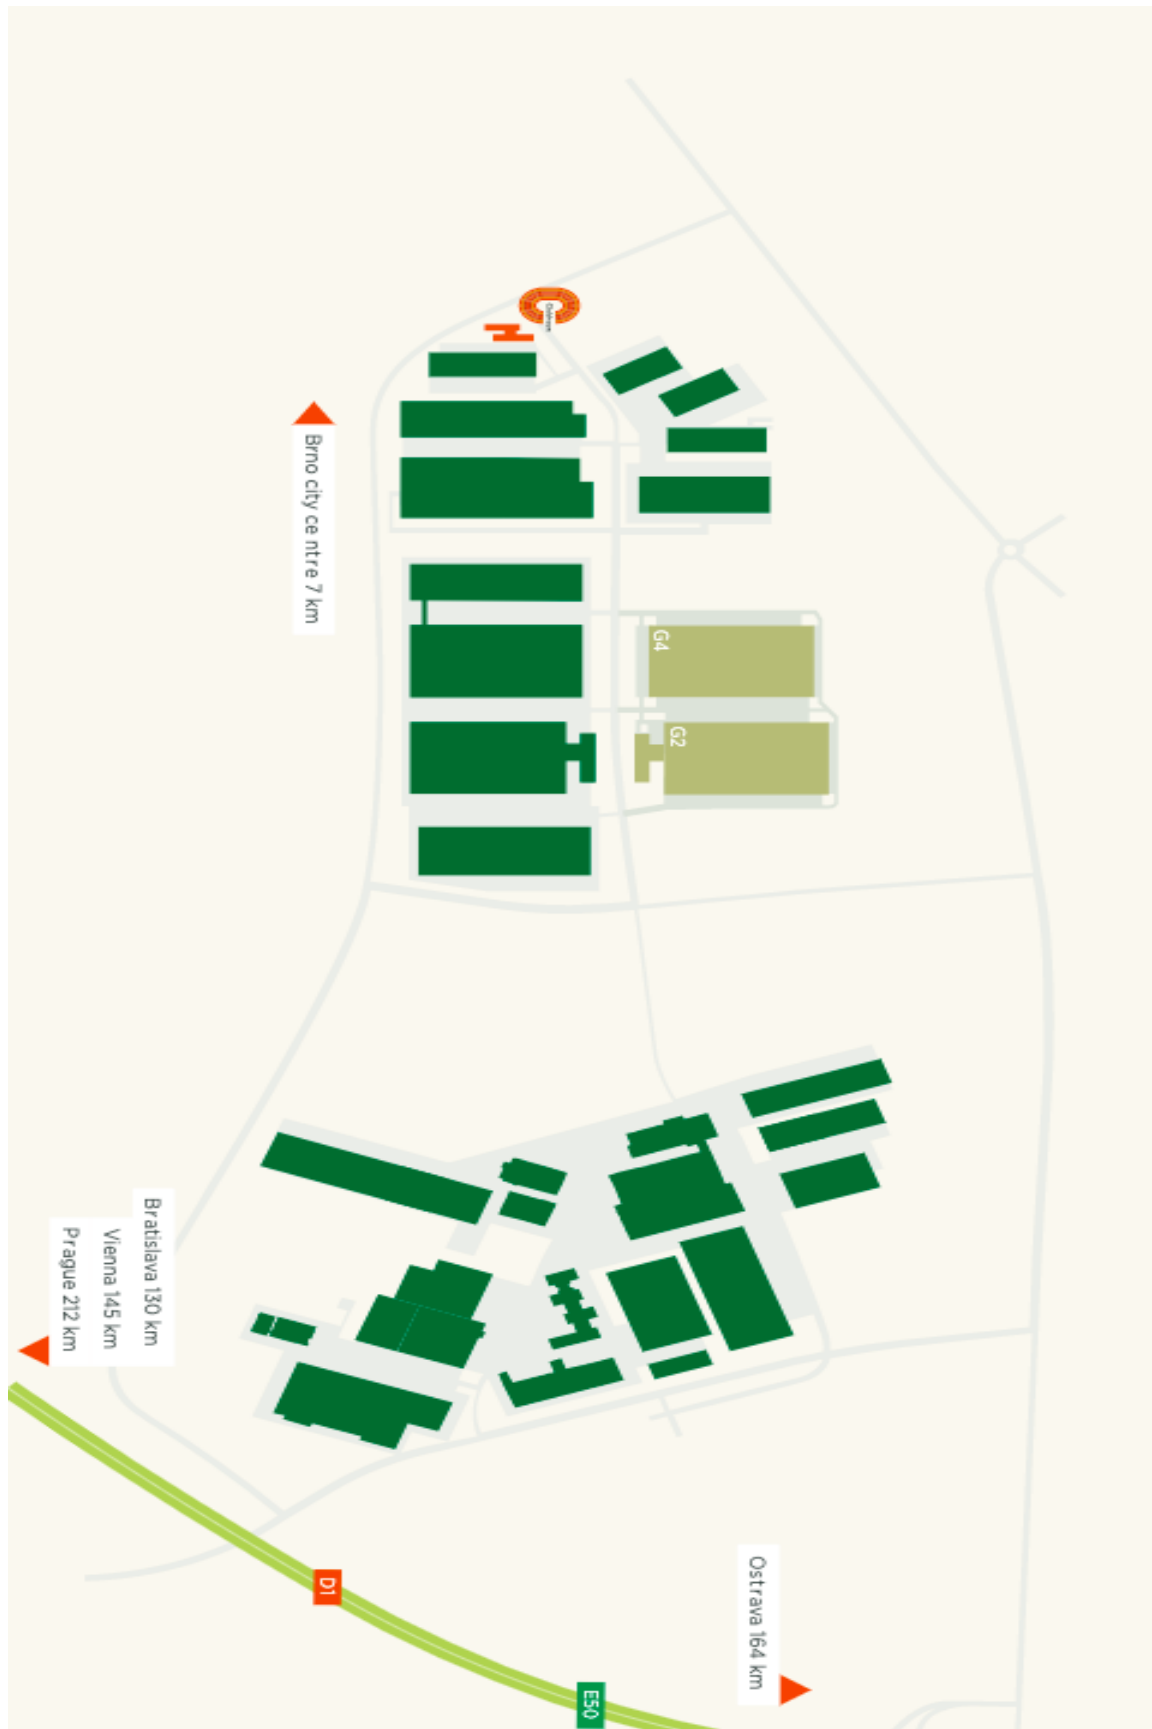 Brno city ce ntre 7 km
G4
G2
Bratislava 130 km
Vienna 145 km
Prague 212 km
D1
E50
Ostrava 164 km